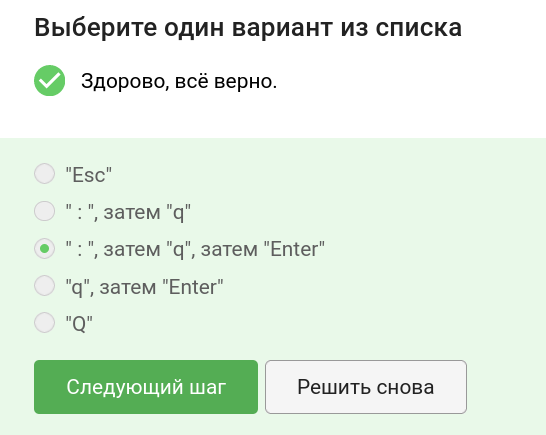 Выберите один вариант из списка
Здорово, всё верно.
"Esc"
" : ", затем "q"
" : ", затем "q", затем "Enter"
"q", затем "Enter"
"Q"
Следующий шаг
Решить снова